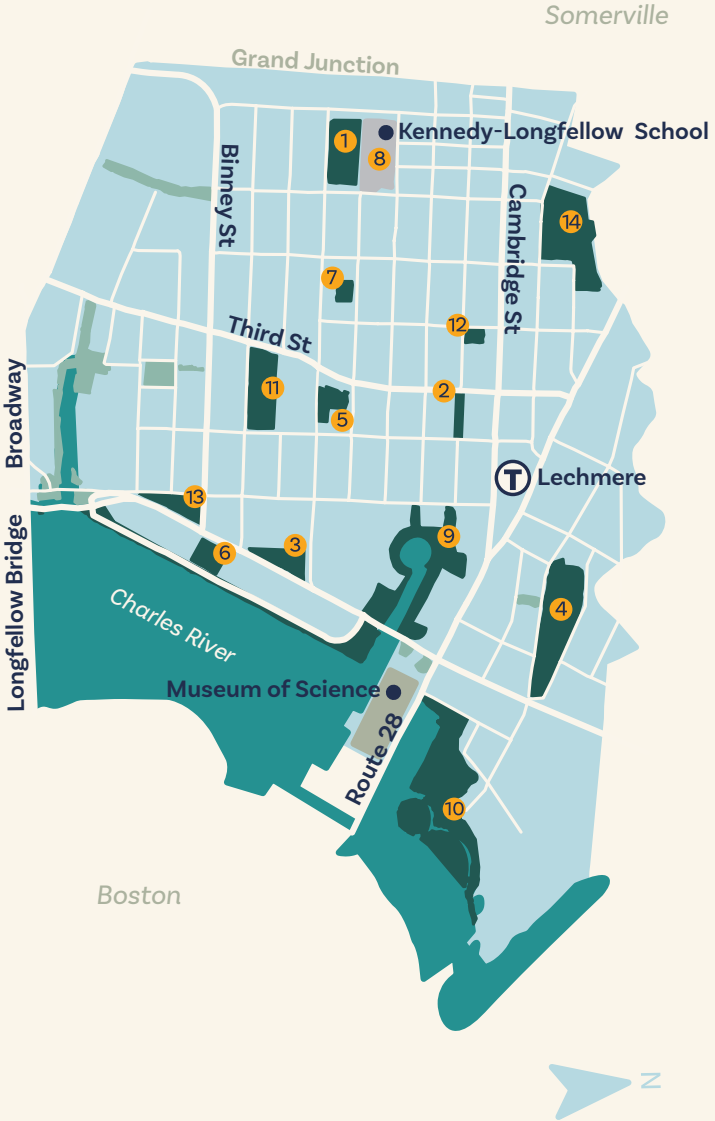 Somerville
Grand Junction
Kennedy-Longfellow School
1
8
Binney St
Cambridge St
14
7
12
Third St
Broadway
11
2
5
T
Lechmere
13
9
6
3
Longfellow Bridge
Charles River
4
Museum of Science
Route 28
10
Boston
N